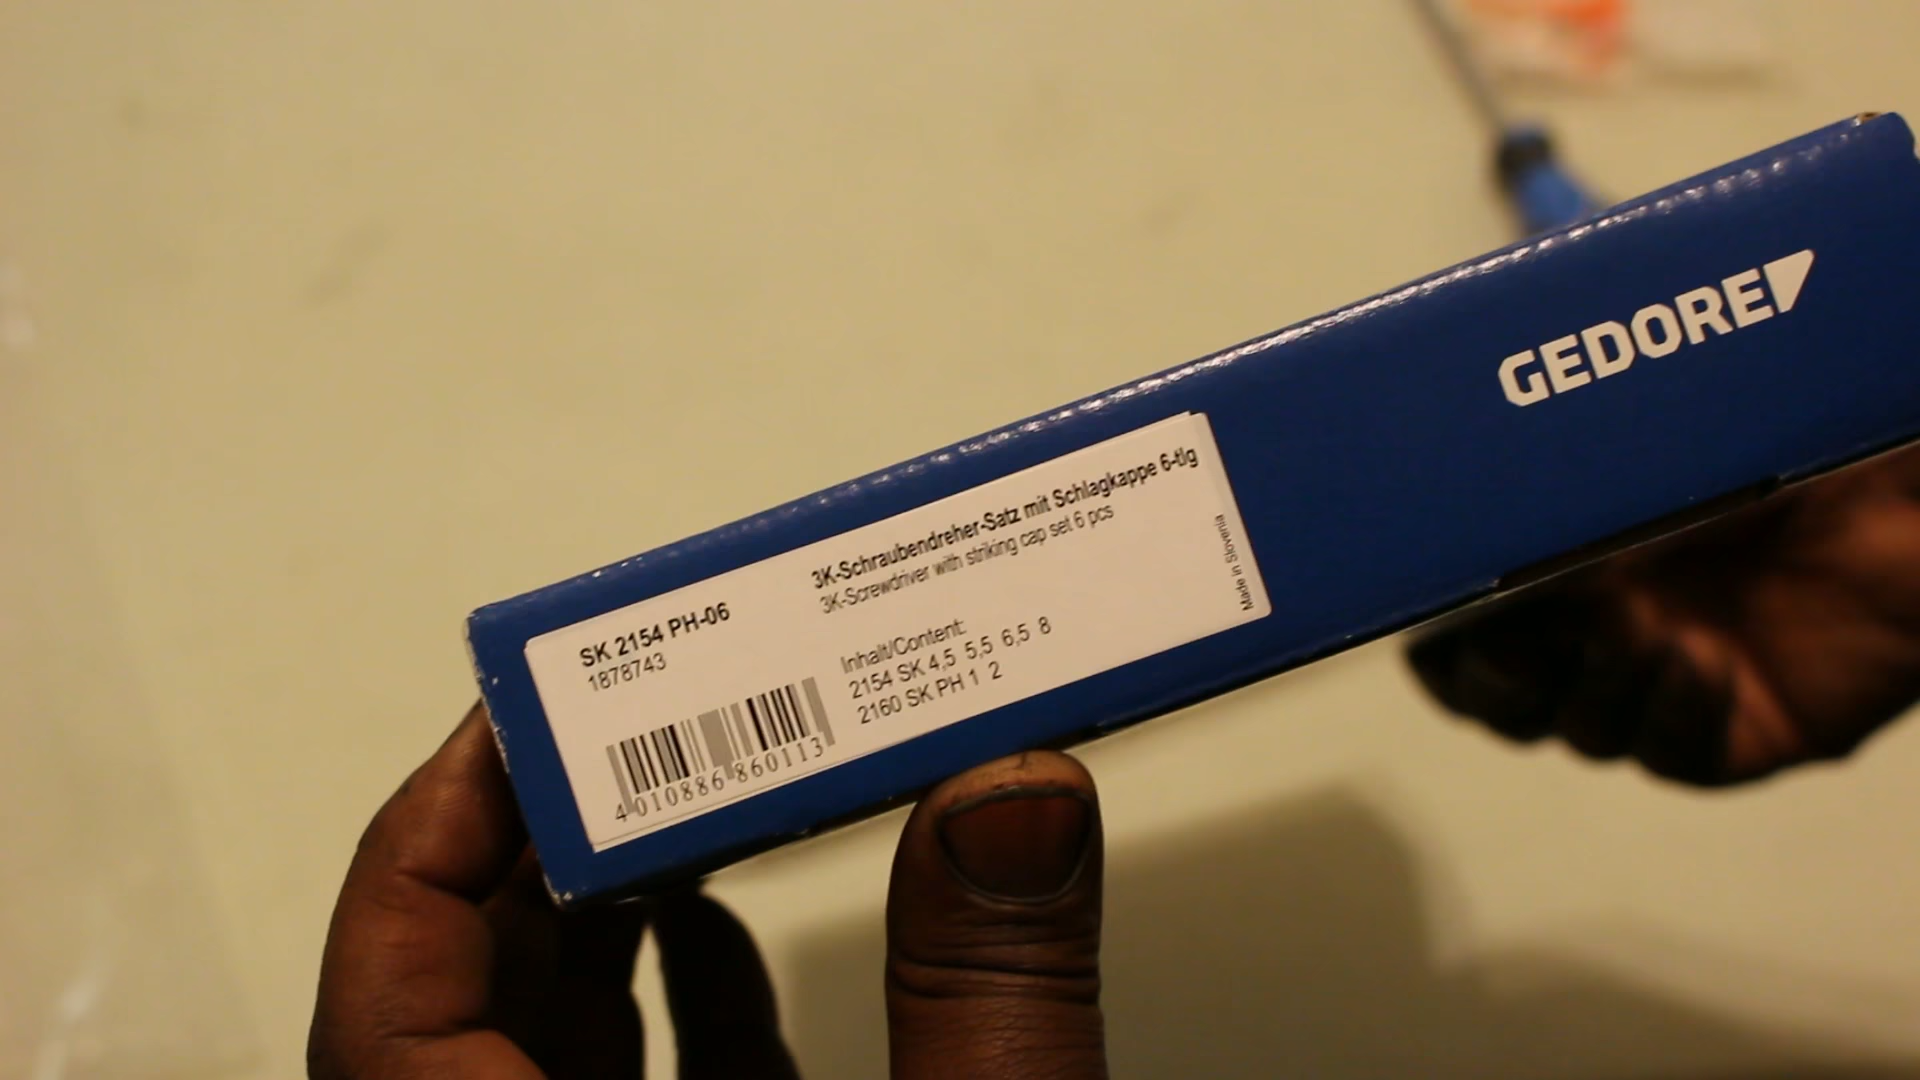 GEDORE
SK 2154 PH-06
1878743
3K-Schraubendreher-Satz mit Schlagkappe 6-tlg
3K-Screwdriver with striking cap set 6 pcs
Inhalt/Content:
2154 SK 4,5 5,5 6,5 8
2160 SK PH 1 2
4 010886 860113
Made in Slovenia